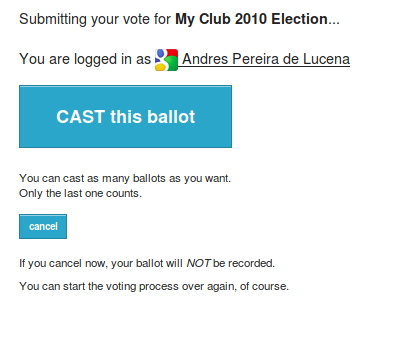 Submitting your vote for My Club 2010 Election...
You are logged in as Andres Pereira de Lucena
CAST this ballot
You can cast as many ballots as you want.
Only the last one counts.
cancel
If you cancel now, your ballot will NOT be recorded.
You can start the voting process over again, of course.